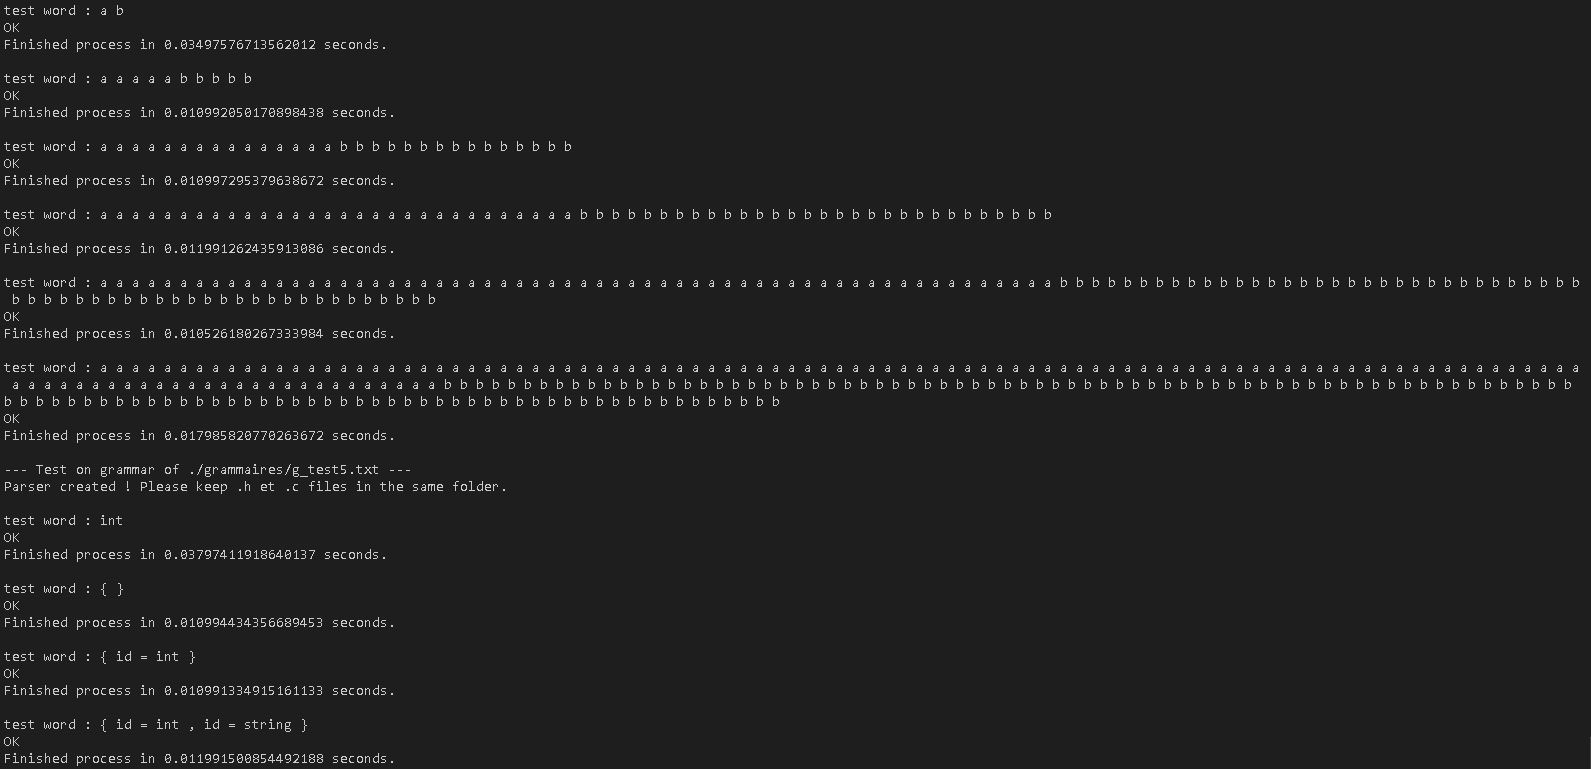 test word : a b
OK
Finished process in 0.03497576713562012 seconds.
test word : a a a a a b b b b b
OK
Finished process in 0.010992050170898438 seconds.
test word : a a a a a a a a a a a a a a a b b b b b b b b b b b b b b b
OK
Finished process in 0.010997295379638672 seconds.
test word : a a a a a a a a a a a a a a a a a a a a a a a a a a a a a a b b b b b b b b b b b b b b b b b b b b b b b b b b b b b b
OK
Finished process in 0.011991262435913086 seconds.
test word : a a a a a a a a a a a a a a a a a a a a a a a a a a a a a a a a a a a a a a a a a a a a a a a a a a a a a a a a a a a a b b b b b b b b b b b b b b b b b b b b b b b b b b b b b b b b b
b b b b b b b b b b b b b b b b b b b b b b b b b b b
OK
Finished process in 0.010526180267333984 seconds.
test word : a a a a a a a a a a a a a a a a a a a a a a a a a a a a a a a a a a a a a a a a a a a a a a a a a a a a a a a a a a a a a a a a a a a a a a a a a a a a a a a a a a a a a a a a a a a a a
a a a a a a a a a a a a a a a a a a a a a a a a a a a b b b b b b b b b b b b b b b b b b b b b b b b b b b b b b b b b b b b b b b b b b b b b b b b b b b b b b b b b b b b b b b b b b b b b b b
b b b b b b b b b b b b b b b b b b b b b b b b b b b b b b b b b b b b b b b b b b b b b b b b b
OK
Finished process in 0.017985820770263672 seconds.
--- Test on grammar of ./grammaires/g_test5.txt ---
Parser created ! Please keep .h et .c files in the same folder.
test word : int
OK
Finished process in 0.03797411918640137 seconds.
test word : { }
OK
Finished process in 0.010994434356689453 seconds.
test word : { id = int }
OK
Finished process in 0.010991334915161133 seconds.
test word : { id = int , id = string }
OK
Finished process in 0.011991500854492188 seconds.